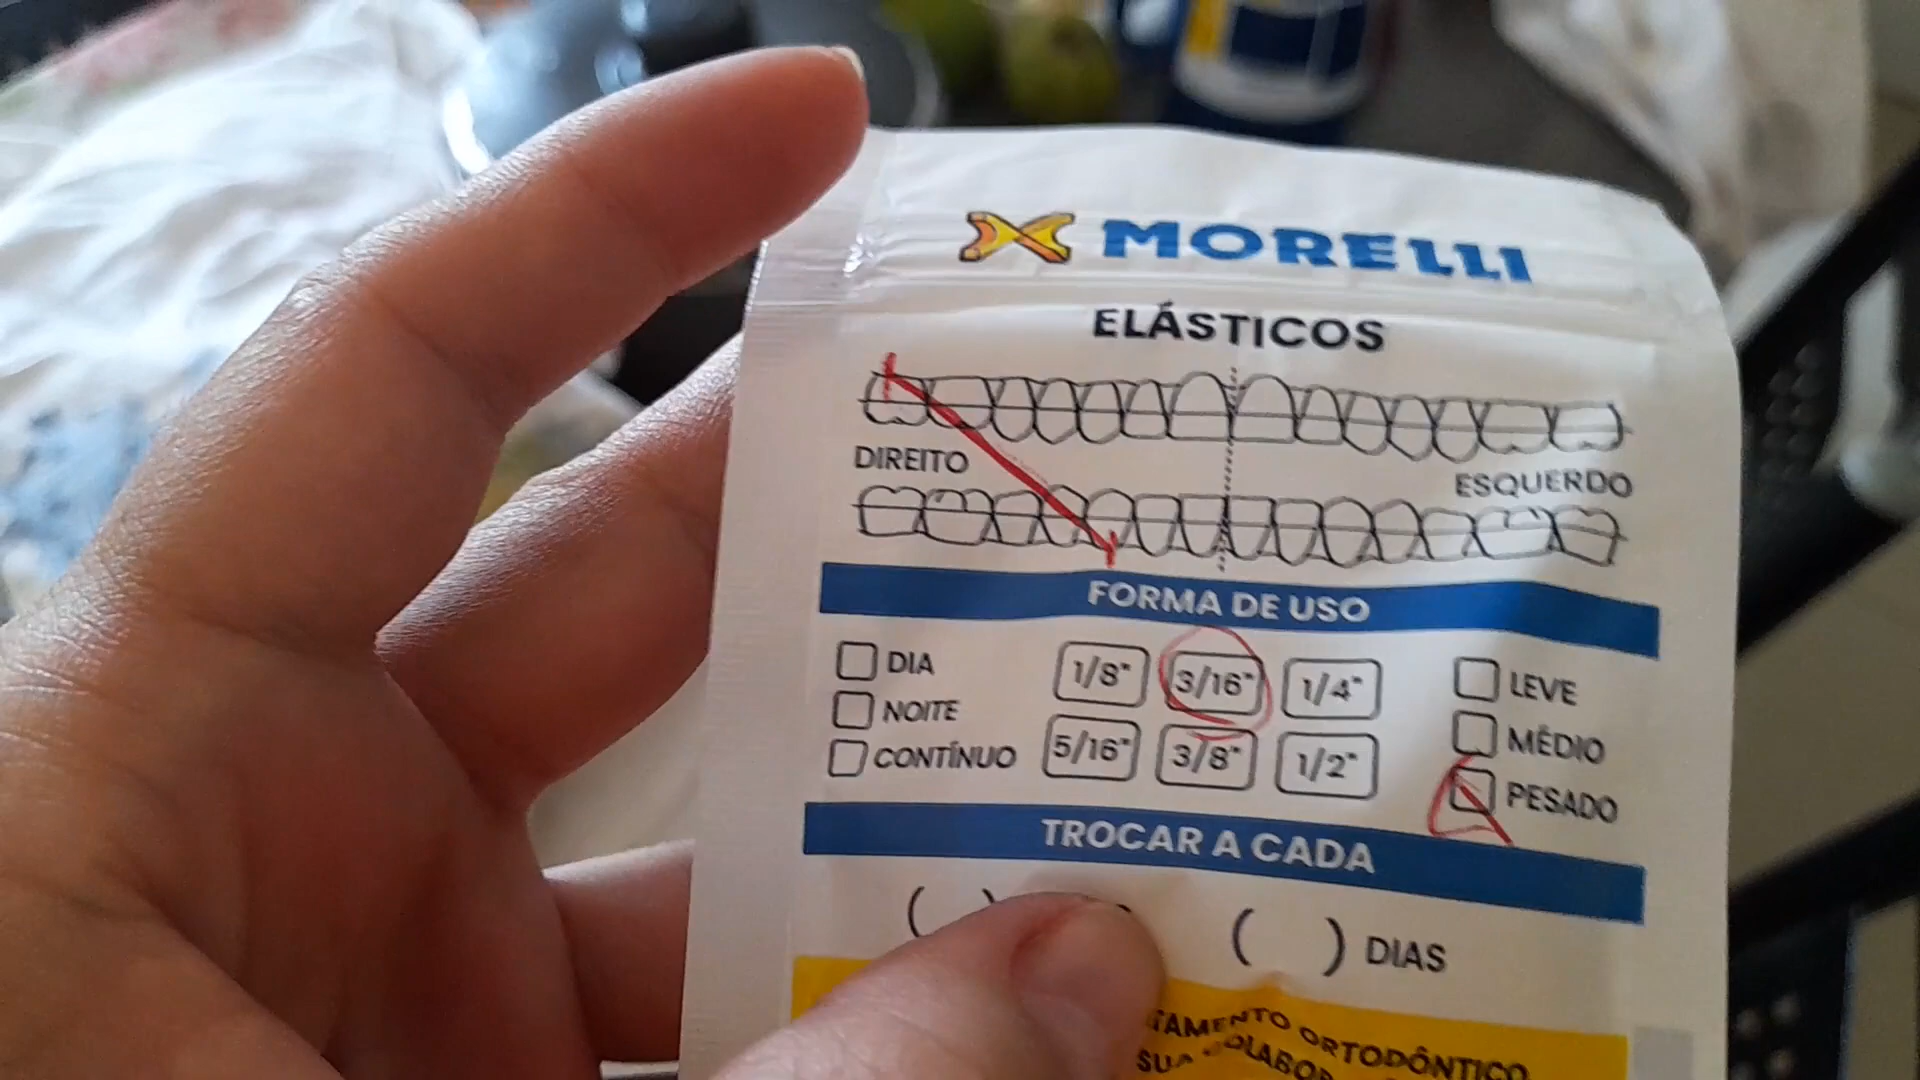 MORELLI
ELÁSTICOS
DIREITO
ESQUERDO
FORMA DE USO
DIA 1/8" 3/16" 1/4" LEVE
NOITE MÉDIO
CONTÍNUO 5/16" 3/8" 1/2" PESADO
TROCAR A CADA
( ) ( ) DIAS
ORTODÔNTICO
SUA